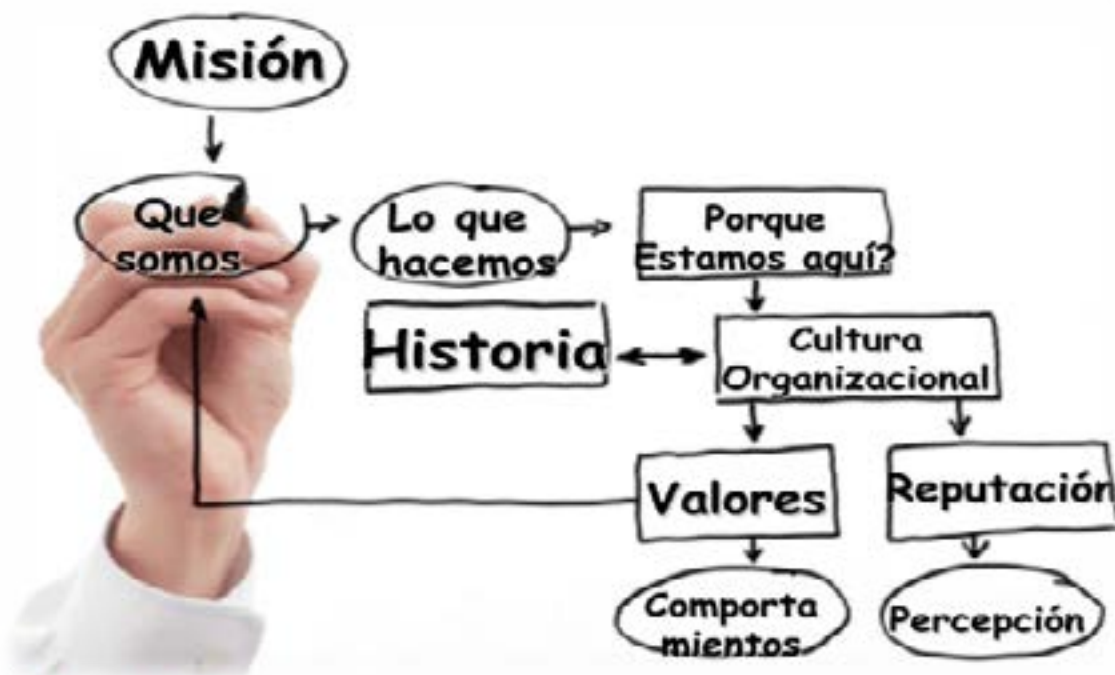 Misión
Que
somos
Lo que
hacemos
Porque
Estamos aquí?
Historia
Cultura
Organizacional
Valores
Reputación
Comporta
mientos
Percepción